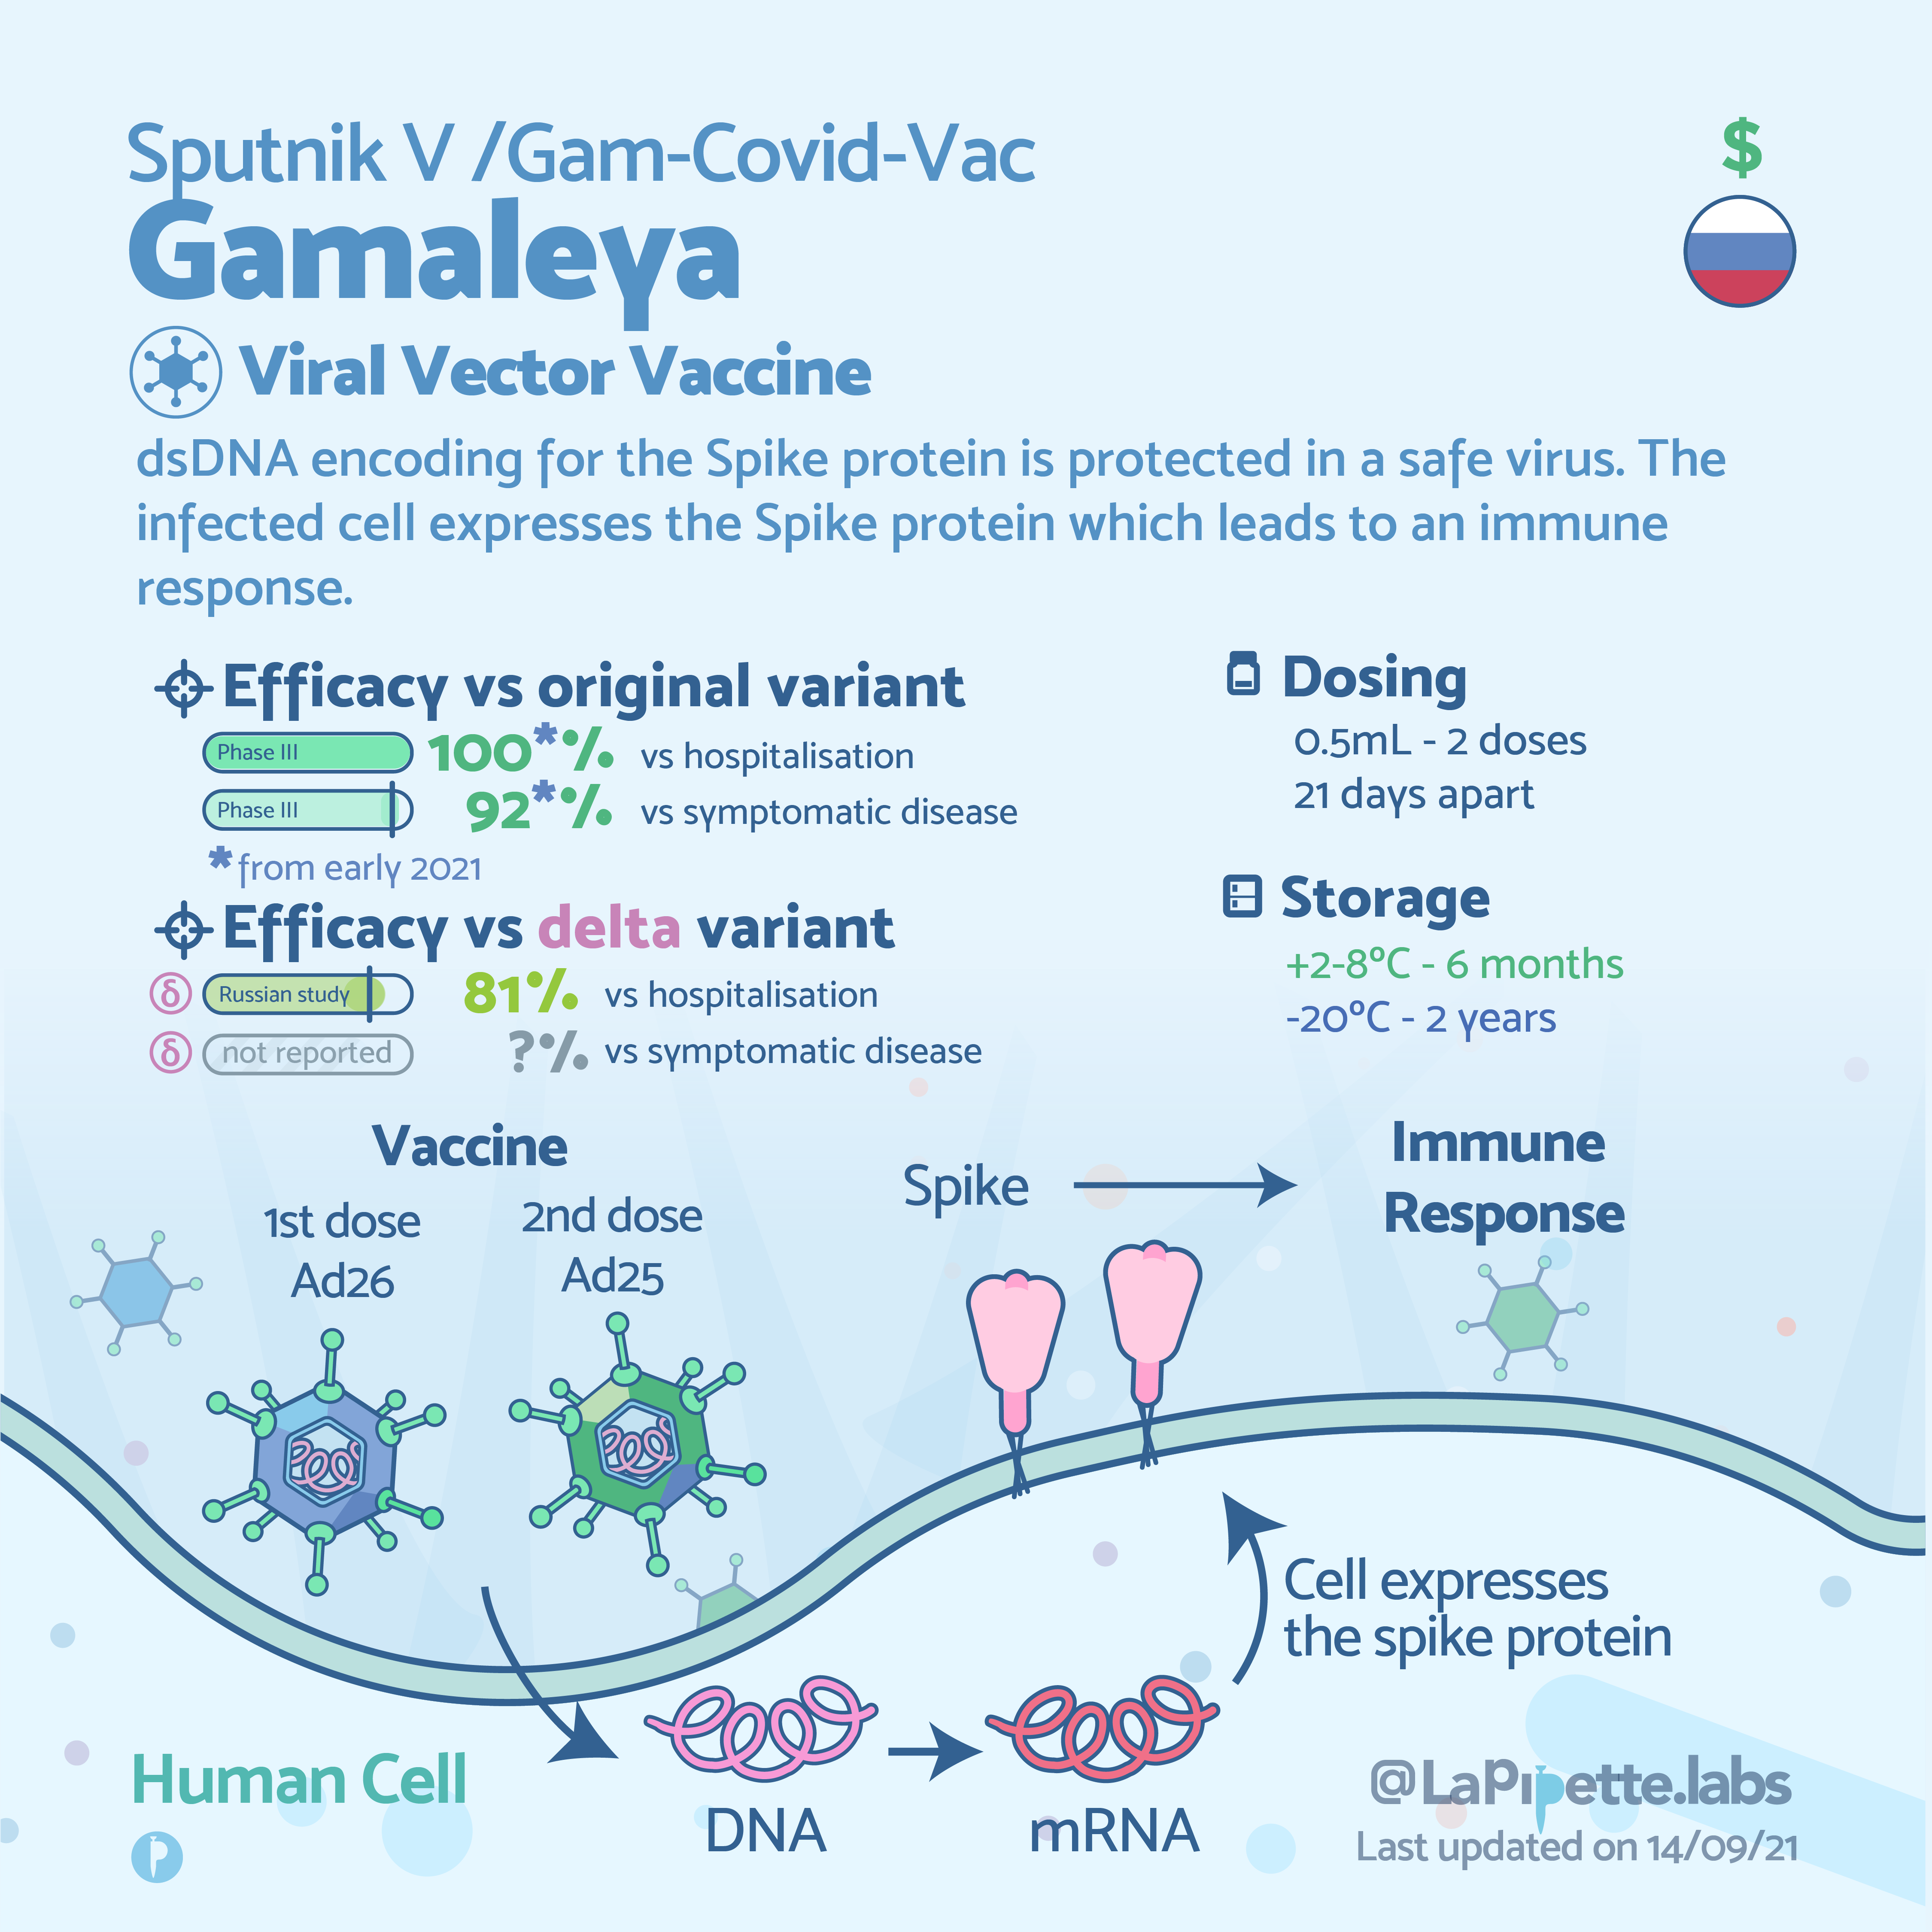 Sputnik V /Gam-Covid-Vac
$
Gamaleya
Viral Vector Vaccine
dsDNA encoding for the Spike protein is protected in a safe virus. The
infected cell expresses the Spike protein which leads to an immune
response.
Efficacy vs original variant
Phase III 100*% vs hospitalisation
Phase III 92*% vs symptomatic disease
*from early 2021
Efficacy vs delta variant
δ Russian study 81% vs hospitalisation
δ not reported ?% vs symptomatic disease
Dosing
0.5mL - 2 doses
21 days apart
Storage
+2-8ºC - 6 months
-20ºC - 2 years
Vaccine
1st dose
Ad26
2nd dose
Ad25
Spike
Immune
Response
Cell expresses
the spike protein
Human Cell
DNA
mRNA
@LaPipette.labs
Last updated on 14/09/21